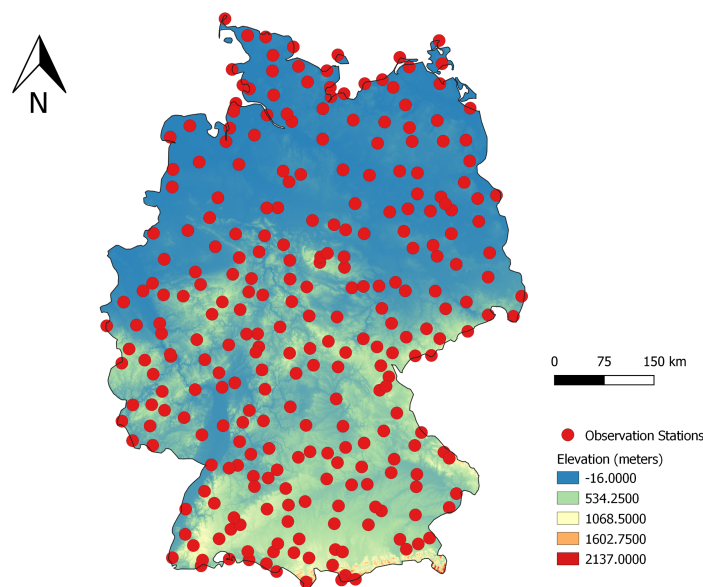 N
0 75 150 km
Observation Stations
Elevation (meters)
-16.0000
534.2500
1068.5000
1602.7500
2137.0000